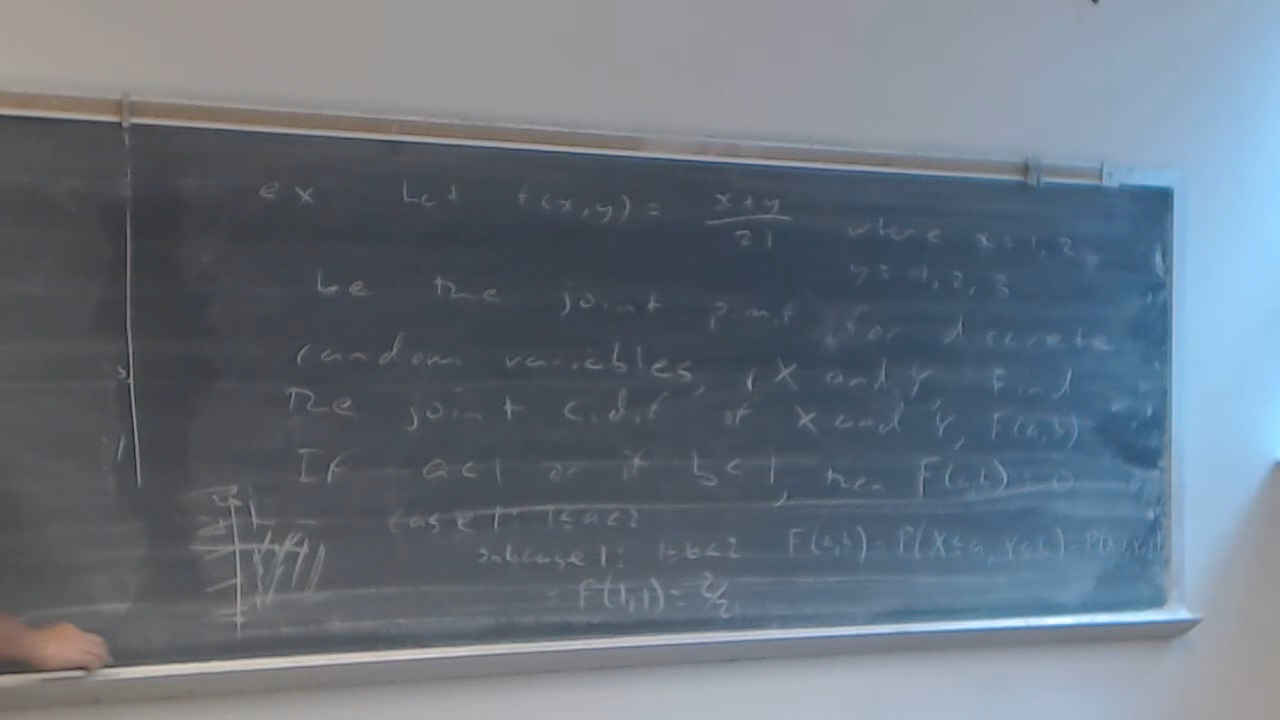 ex Let f(x,y) = x+y / 21 where x = 1, 2,
y = 1, 2, 3
be the joint p.m.f for discrete
random variables, X and Y. Find
the joint c.d.f of X and Y, F(a,b)
If a<1 or if b<1, then F(a,b) = 0
case 1: 1≤a<2
subcase 1: 1≤b<2 F(a,b) = P(X≤a, Y≤b) =
= F(1,1) = 2/21